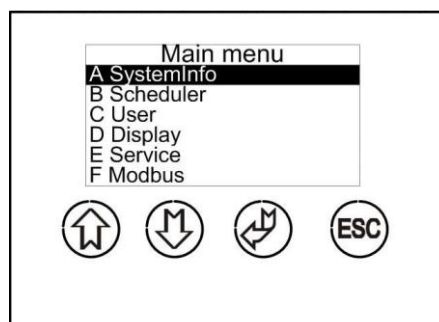 Main menu
A SystemInfo
B Scheduler
C User
D Display
E Service
F Modbus
ESC